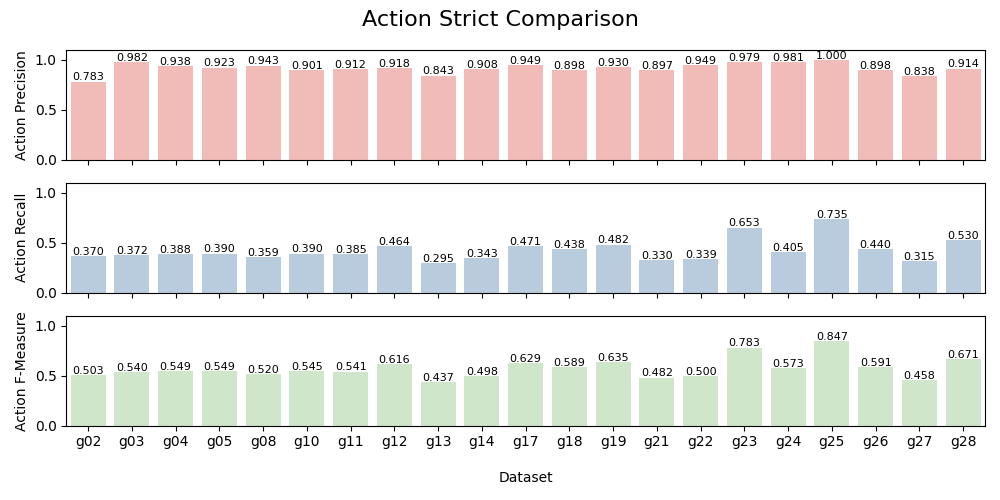 Action Strict Comparison
Action Precision
1.0
0.5
0.0
0.783 0.982 0.938 0.923 0.943 0.901 0.912 0.918 0.843 0.908 0.949 0.898 0.930 0.897 0.949 0.979 0.981 1.000 0.898 0.838 0.914
Action Recall
1.0
0.5
0.0
0.370 0.372 0.388 0.390 0.359 0.390 0.385 0.464 0.295 0.343 0.471 0.438 0.482 0.330 0.339 0.653 0.405 0.735 0.440 0.315 0.530
Action F-Measure
1.0
0.5
0.0
0.503 0.540 0.549 0.549 0.520 0.545 0.541 0.616 0.437 0.498 0.629 0.589 0.635 0.482 0.500 0.783 0.573 0.847 0.591 0.458 0.671
g02 g03 g04 g05 g08 g10 g11 g12 g13 g14 g17 g18 g19 g21 g22 g23 g24 g25 g26 g27 g28
Dataset